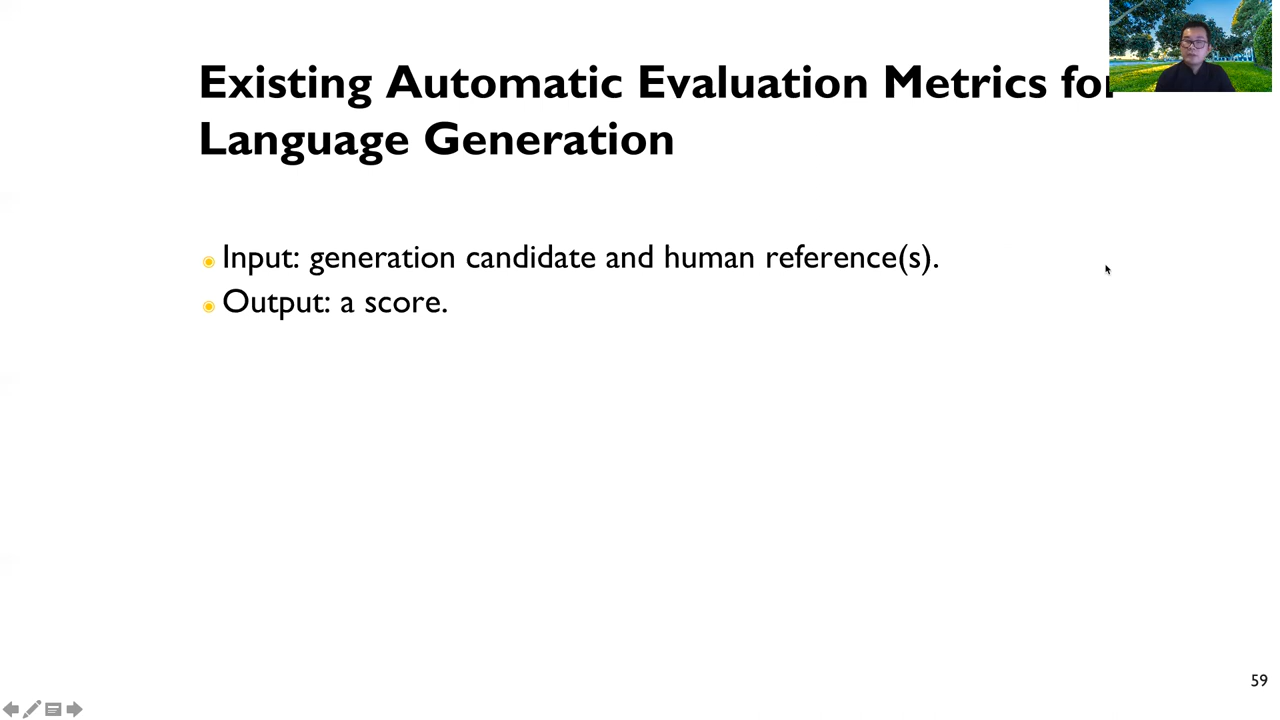 Existing Automatic Evaluation Metrics for
Language Generation
Input: generation candidate and human reference(s).
Output: a score.
59